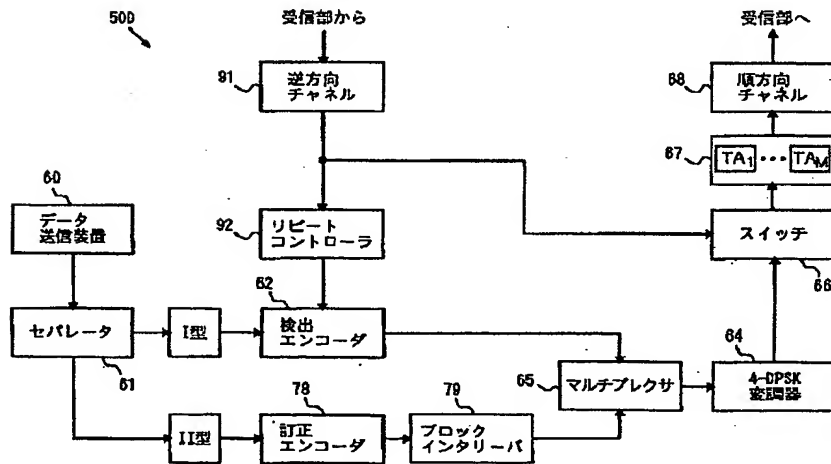 50D
受信部から
受信部へ
91
逆方向
チャネル
68
順方向
チャネル
67
TA1 ・・・ TAM
60
データ
送信装置
92
リピート
コントローラ
スイッチ
66
セパレータ
61
I型
62
検出
エンコーダ
65
マルチプレクサ
64
4-DPSK
変調器
II型
78
訂正
エンコーダ
79
ブロック
インタリーバ